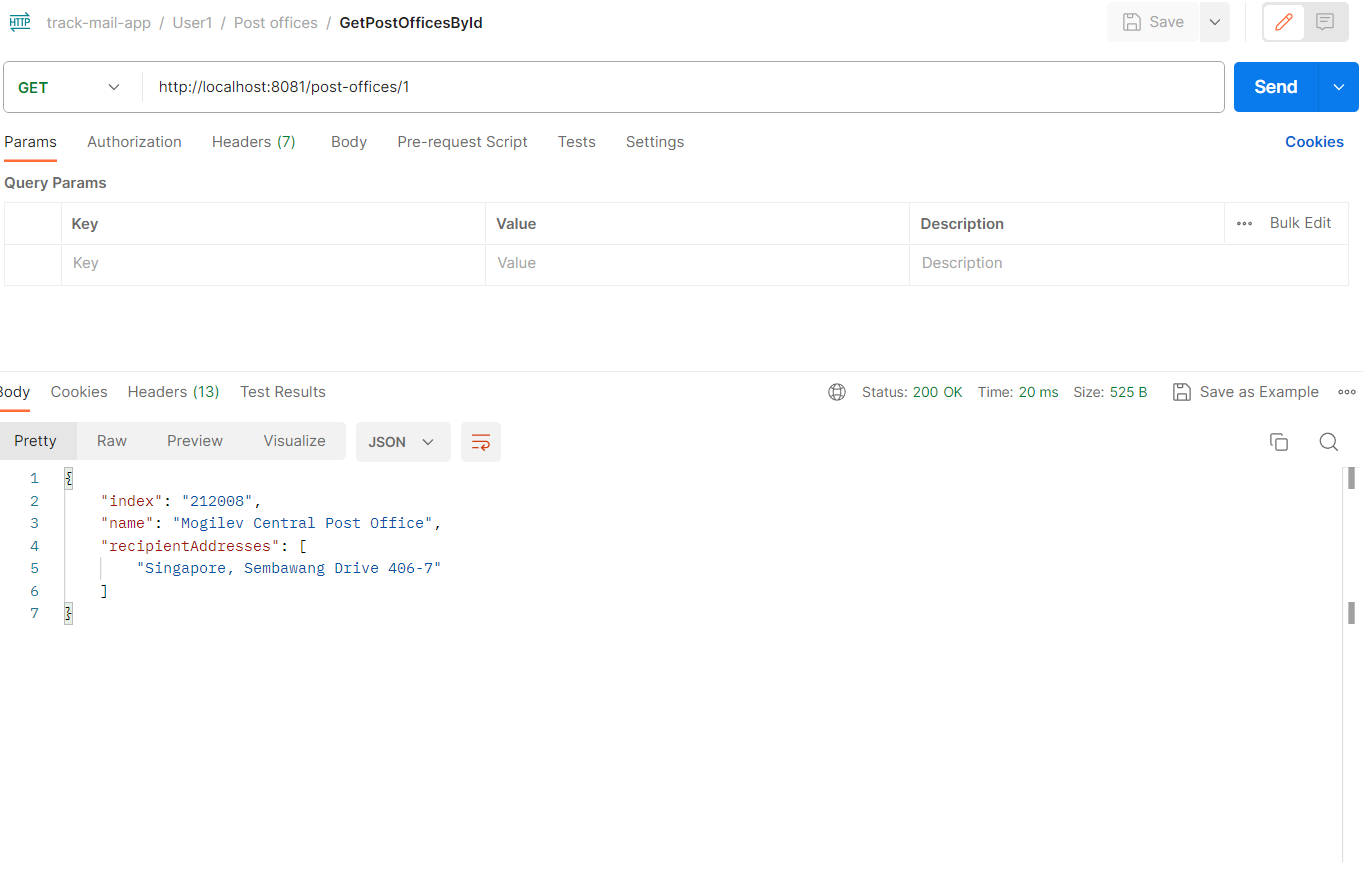 HTTP track-mail-app / User1 / Post offices / GetPostOfficesById Save
GET http://localhost:8081/post-offices/1 Send
Params Authorization Headers (7) Body Pre-request Script Tests Settings Cookies
Query Params
Key Value Description Bulk Edit
Key Value Description
Body Cookies Headers (13) Test Results Status: 200 OK Time: 20 ms Size: 525 B Save as Example
Pretty Raw Preview Visualize JSON
1 {
2 "index": "212008",
3 "name": "Mogilev Central Post Office",
4 "recipientAddresses": [
5 "Singapore, Sembawang Drive 406-7"
6 ]
7 }